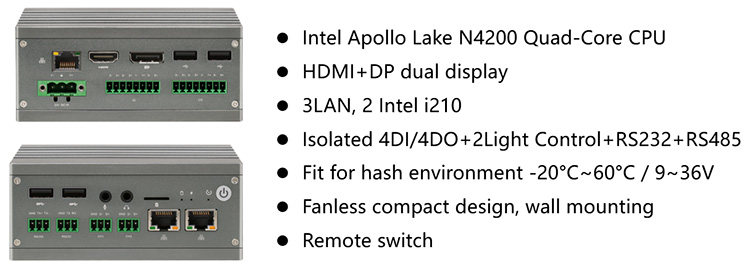 Intel Apollo Lake N4200 Quad-Core CPU
HDMI+DP dual display
3LAN, 2 Intel i210
Isolated 4DI/4DO+2Light Control+RS232+RS485
Fit for hash environment -20°C~60°C / 9~36V
Fanless compact design, wall mounting
Remote switch